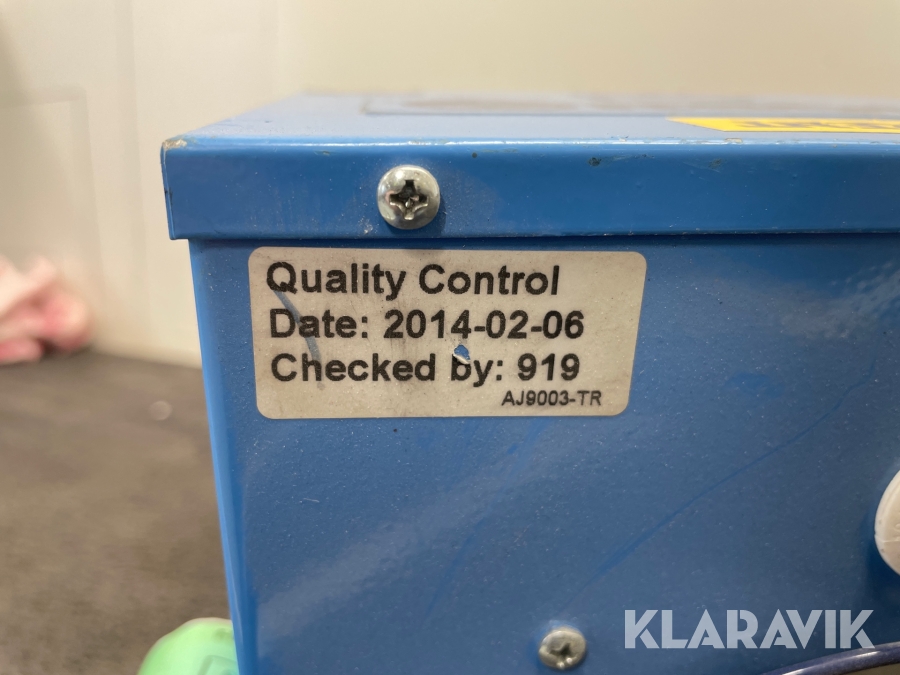 Quality Control
Date: 2014-02-06
Checked by: 919
AJ9003-TR
KLARAVIK